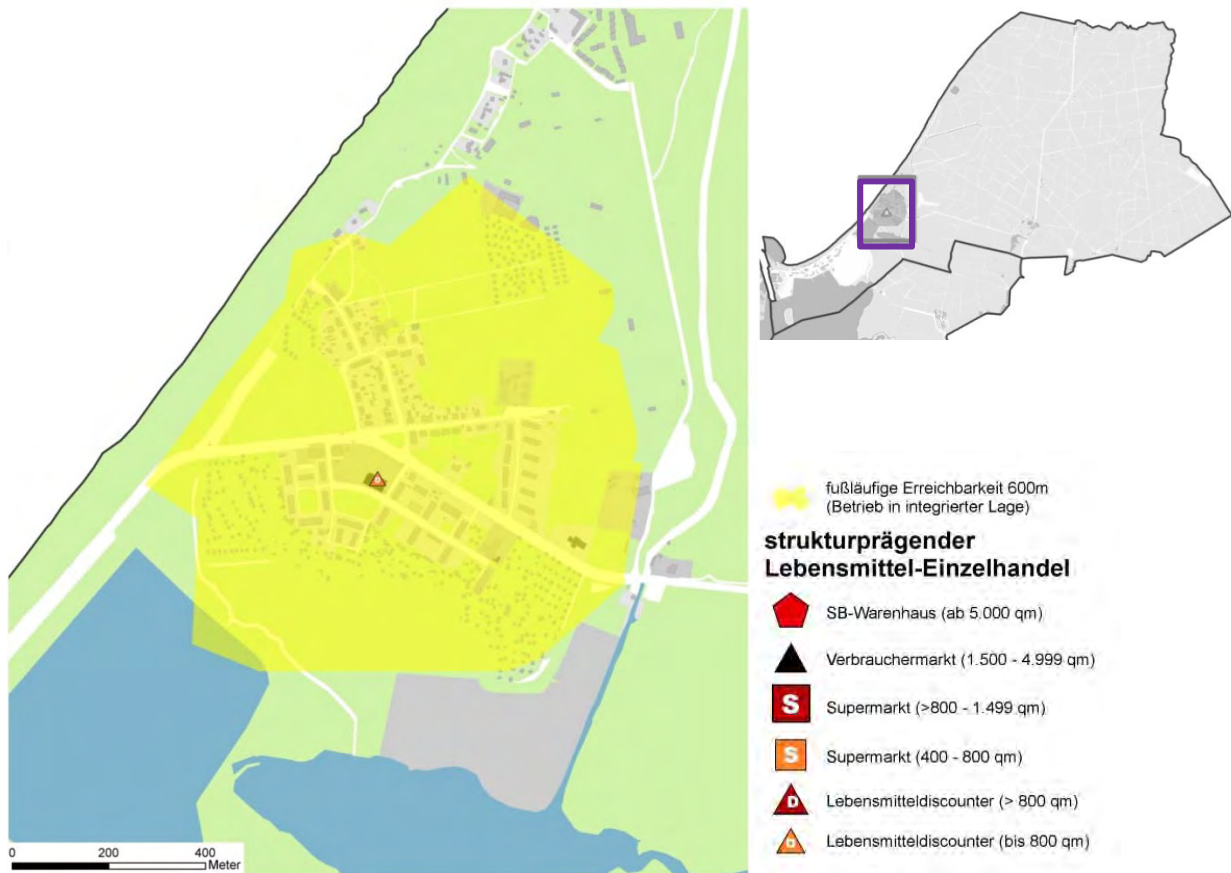 fußläufige Erreichbarkeit 600m
(Betrieb in integrierter Lage)
strukturprägender
Lebensmittel-Einzelhandel
SB-Warenhaus (ab 5.000 qm)
Verbrauchermarkt (1.500 - 4.999 qm)
S Supermarkt (>800 - 1.499 qm)
S Supermarkt (400 - 800 qm)
D Lebensmitteldiscounter (> 800 qm)
D Lebensmitteldiscounter (bis 800 qm)
0 200 400
Meter